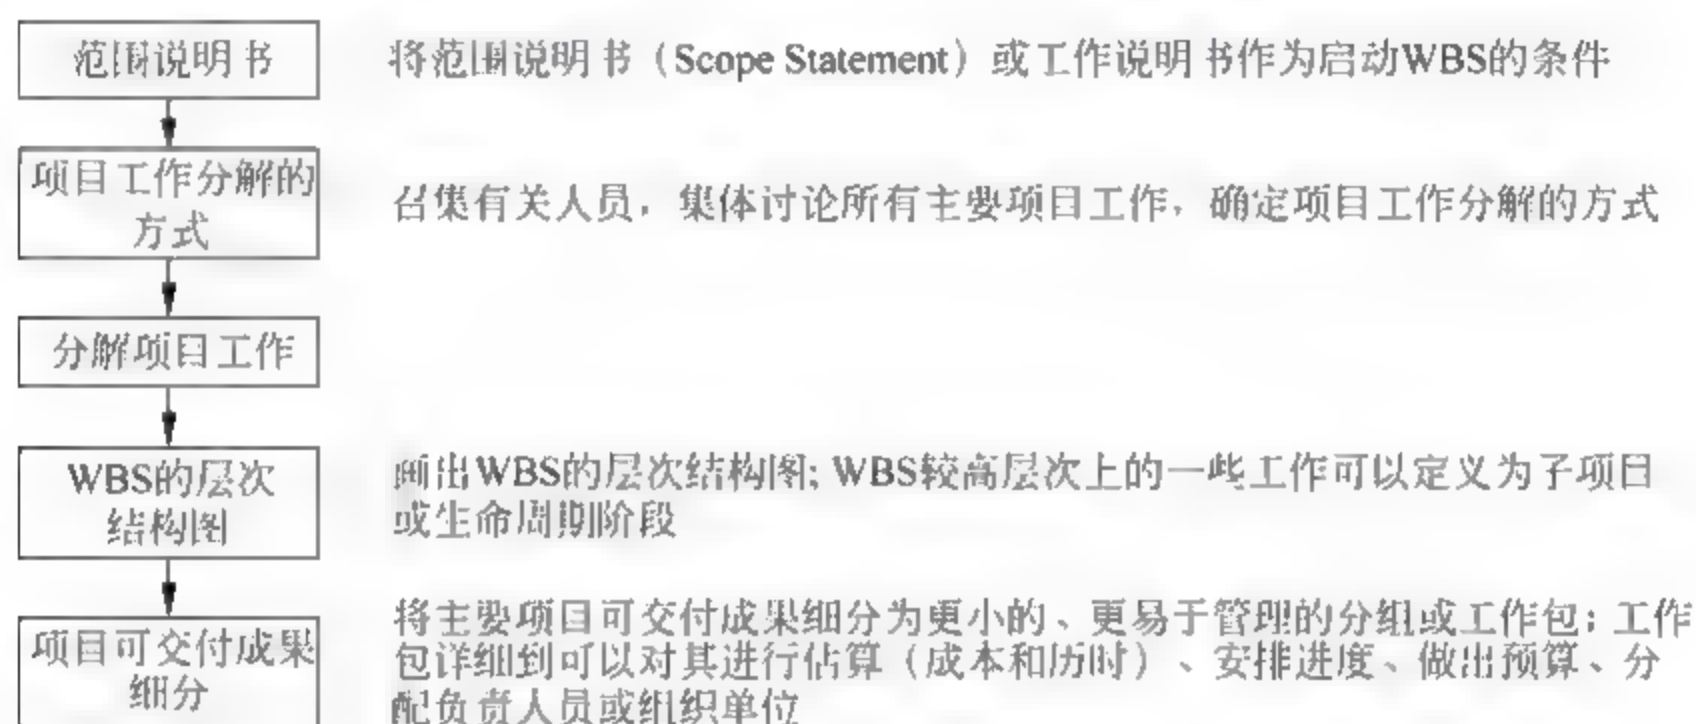 范围说明书
将范围说明书（Scope Statement）或工作说明书作为启动WBS的条件
项目工作分解的
方式
召集有关人员，集体讨论所有主要项目工作，确定项目工作分解的方式
分解项目工作
WBS的层次
结构图
画出WBS的层次结构图；WBS较高层次上的一些工作可以定义为子项目
或生命周期阶段
项目可交付成果
细分
将主要项目可交付成果细分为更小的、更易于管理的分组或工作包；工作
包详细到可以对其进行估算（成本和历时）、安排进度、做出预算、分
配负责人员或组织单位